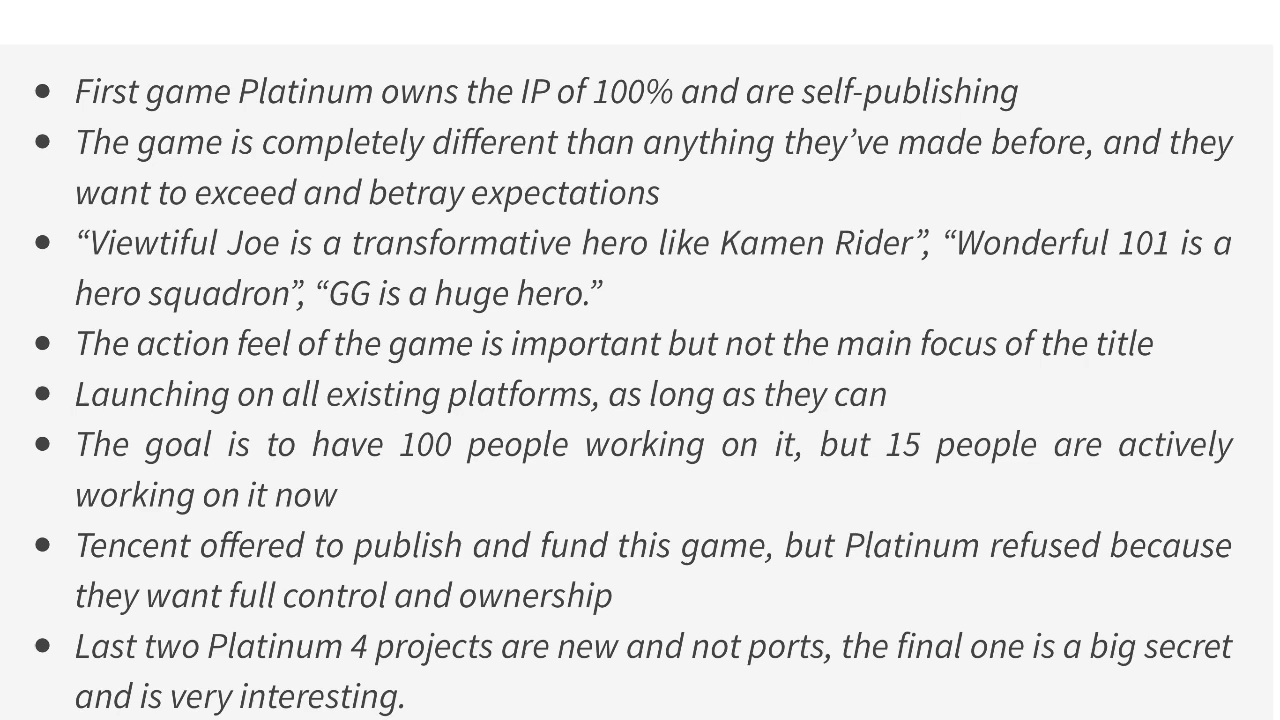 • First game Platinum owns the IP of 100% and are self-publishing
• The game is completely different than anything they’ve made before, and they
want to exceed and betray expectations
• “Viewtiful Joe is a transformative hero like Kamen Rider”, “Wonderful 101 is a
hero squadron”, “GG is a huge hero.”
• The action feel of the game is important but not the main focus of the title
• Launching on all existing platforms, as long as they can
• The goal is to have 100 people working on it, but 15 people are actively
working on it now
• Tencent offered to publish and fund this game, but Platinum refused because
they want full control and ownership
• Last two Platinum 4 projects are new and not ports, the final one is a big secret
and is very interesting.